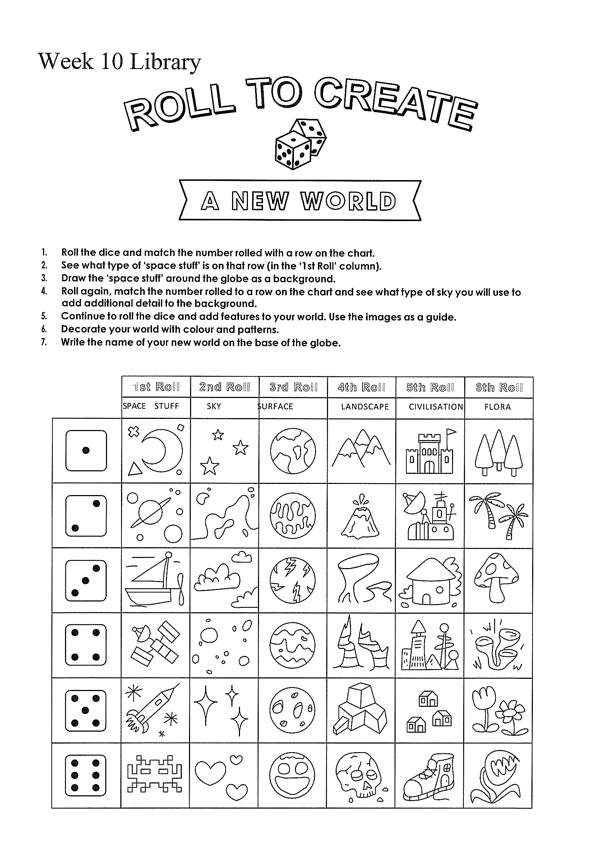 Week 10 Library
ROLL TO CREATE
A NEW WORLD
1. Roll the dice and match the number rolled with a row on the chart.
2. See what type of 'space stuff' is on that row (in the '1st Roll' column).
3. Draw the 'space stuff' around the globe as a background.
4. Roll again, match the number rolled to a row on the chart and see what type of sky you will use to
add additional detail to the background.
5. Continue to roll the dice and add features to your world. Use the images as a guide.
6. Decorate your world with colour and patterns.
7. Write the name of your new world on the base of the globe.
1st Roll 2nd Roll 3rd Roll 4th Roll 5th Roll 6th Roll
SPACE STUFF SKY SURFACE LANDSCAPE CIVILISATION FLORA